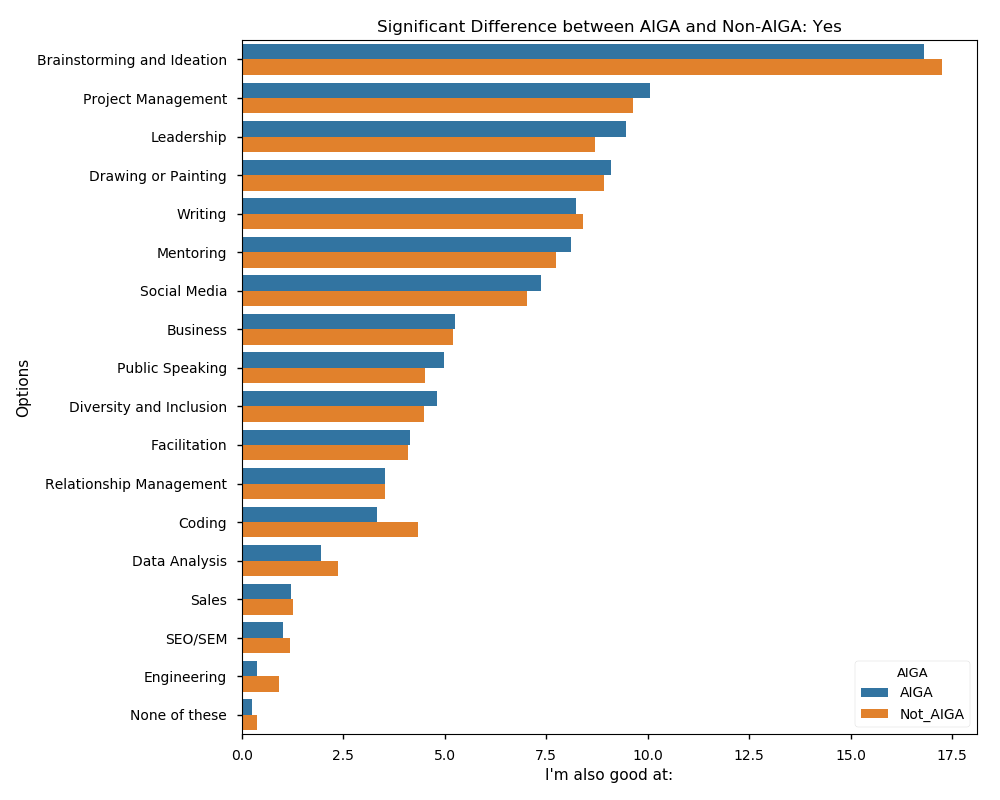 Significant Difference between AIGA and Non-AIGA: Yes
Options
Brainstorming and Ideation
Project Management
Leadership
Drawing or Painting
Writing
Mentoring
Social Media
Business
Public Speaking
Diversity and Inclusion
Facilitation
Relationship Management
Coding
Data Analysis
Sales
SEO/SEM
Engineering
None of these
AIGA
AIGA
Not_AIGA
0.0 2.5 5.0 7.5 10.0 12.5 15.0 17.5
I'm also good at: